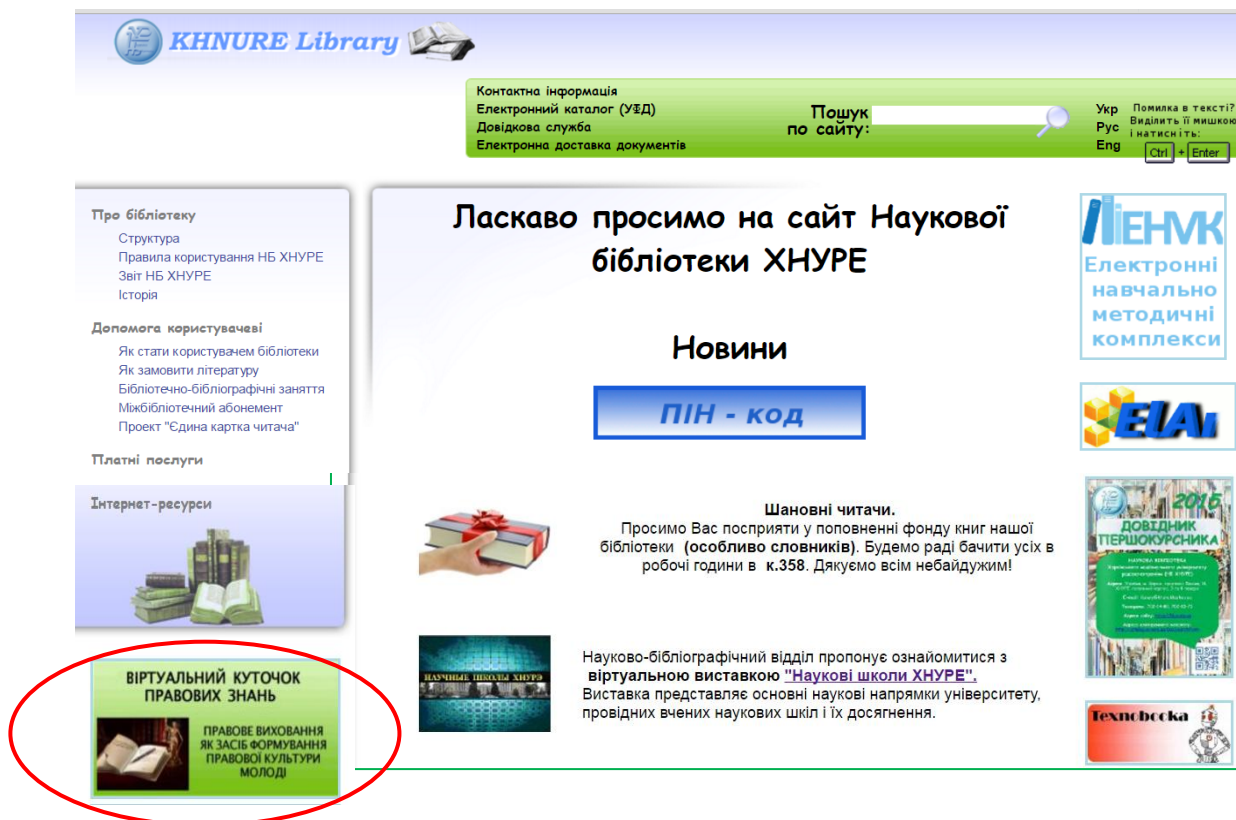 KHNURE Library
Контактна інформація
Електронний каталог (УФД)
Довідкова служба
Електронна доставка документів
Пошук
по сайту:
Укр
Рус
Eng
Помилка в тексті?
Виділить її мишкою
і натисніть:
Ctrl + Enter
Про бібліотеку
Структура
Правила користування НБ ХНУРЕ
Звіт НБ ХНУРЕ
Історія
Допомога користувачеві
Як стати користувачем бібліотеки
Як замовити літературу
Бібліотечно-бібліографічні заняття
Міжбібліотечний абонемент
Проект "Єдина картка читача"
Платні послуги
Інтернет-ресурси
ВІРТУАЛЬНИЙ КУТОЧОК
ПРАВОВИХ ЗНАНЬ
ПРАВОВЕ ВИХОВАННЯ
ЯК ЗАСІБ ФОРМУВАННЯ
ПРАВОВОЇ КУЛЬТУРИ
МОЛОДІ
Ласкаво просимо на сайт Наукової
бібліотеки ХНУРЕ
Новини
ПІН - код
Шановні читачи.
Просимо Вас посприяти у поповненні фонду книг нашої
бібліотеки (особливо словників). Будемо раді бачити усіх в
робочі години в к.358. Дякуємо всім небайдужим!
НАУЧНЫЕ ШКОЛЫ ХНУРЭ
Науково-бібліографічний відділ пропонує ознайомитися з
віртуальною виставкою "Наукові школи ХНУРЕ".
Виставка представляє основні наукові напрямки університету,
провідних вчених наукових шкіл і їх досягнення.
ЕНМК
Електронні
навчально
методичні
комплекси
ElAr
2015
ДОВІДНИК
ПЕРШОКУРСНИКА
НАУКОВА БІБЛІОТЕКА
Техnobooka